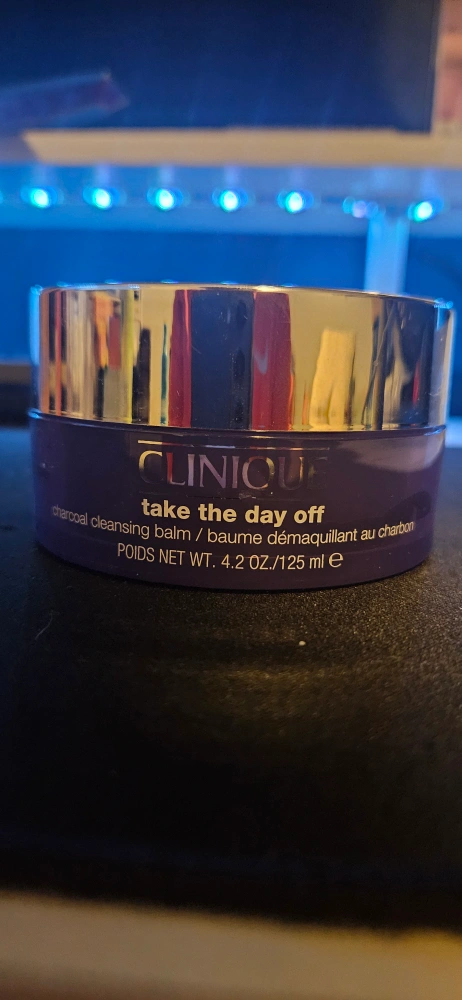 CLINIQUE
take the day off
charcoal cleansing balm / baume démaquillant au charbon
POIDS NET WT. 4.2 OZ./125 ml ℮